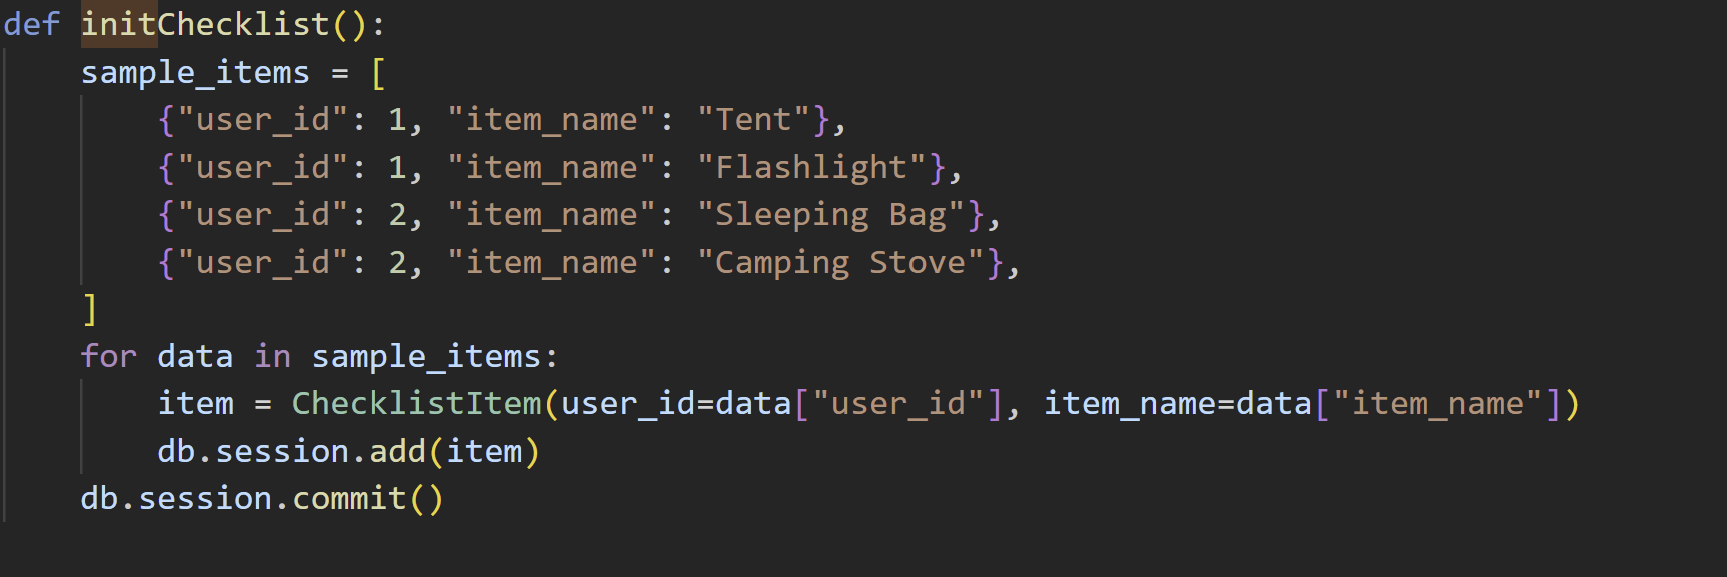 def initChecklist():
    sample_items = [
        {"user_id": 1, "item_name": "Tent"},
        {"user_id": 1, "item_name": "Flashlight"},
        {"user_id": 2, "item_name": "Sleeping Bag"},
        {"user_id": 2, "item_name": "Camping Stove"},
    ]
    for data in sample_items:
        item = ChecklistItem(user_id=data["user_id"], item_name=data["item_name"])
        db.session.add(item)
    db.session.commit()